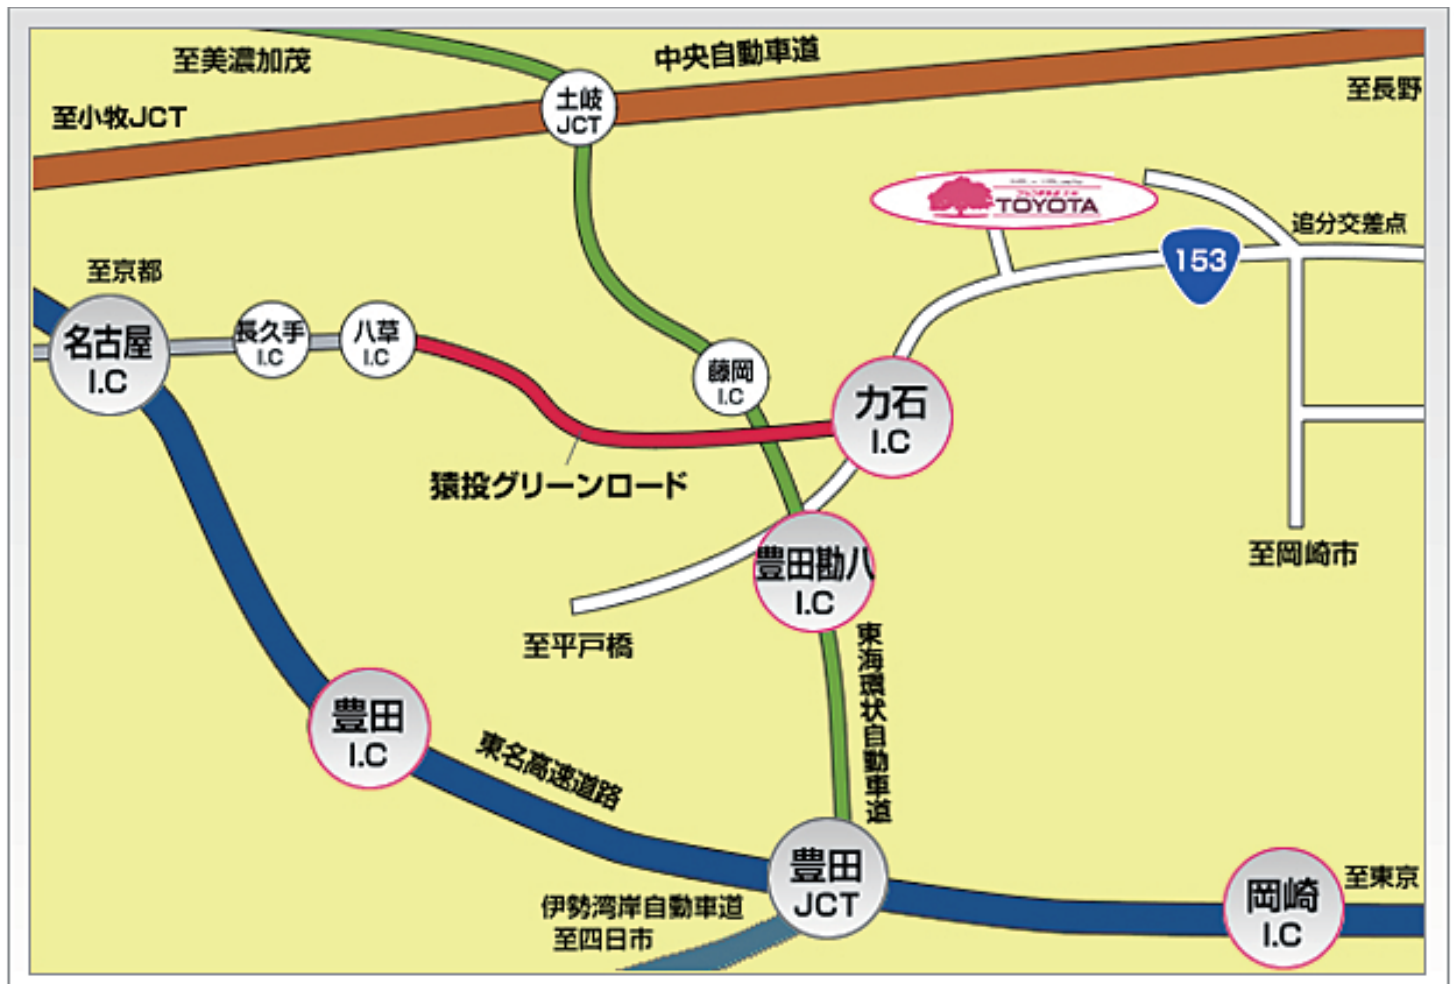 至美濃加茂
中央自動車道
至長野
至小牧JCT
土岐
JCT
TOYOTA
追分交差点
153
至京都
名古屋
I.C
長久手
I.C
八草
I.C
藤岡
I.C
力石
I.C
猿投グリーンロード
至岡崎市
豊田勘八
I.C
至平戸橋
東海環状自動車道
豊田
I.C
東名高速道路
豊田
JCT
岡崎
I.C
至東京
伊勢湾岸自動車道
至四日市